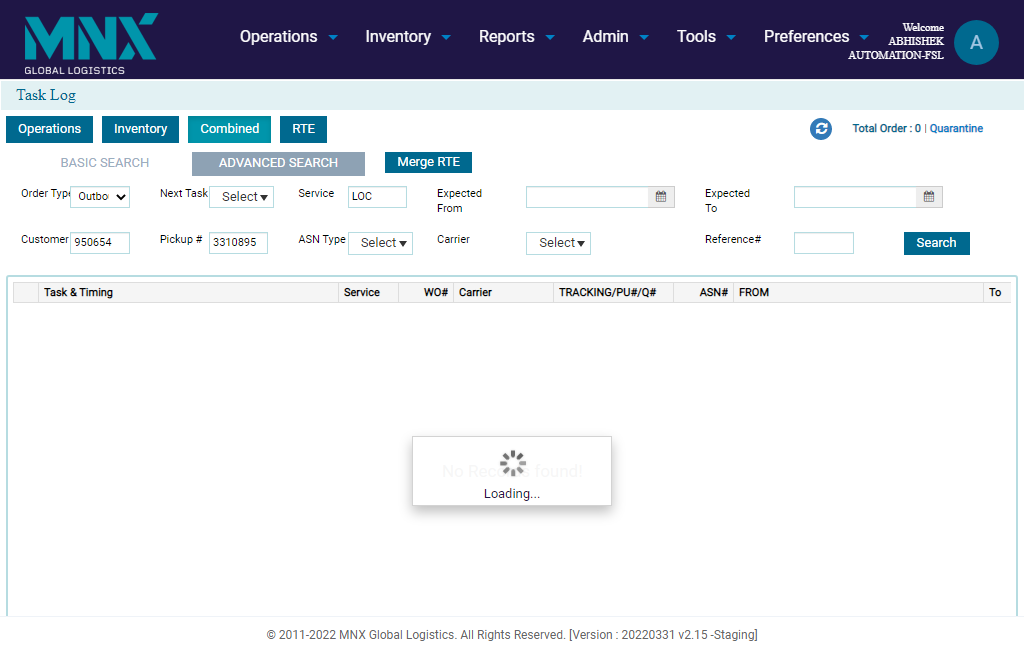 MNX
GLOBAL LOGISTICS
Operations Inventory Reports Admin Tools Preferences
Welcome
ABHISHEK
AUTOMATION-FSL
A
Task Log
Operations Inventory Combined RTE
Total Order : 0 | Quarantine
BASIC SEARCH ADVANCED SEARCH Merge RTE
Order Type Outbo Next Task Select Service LOC Expected From Expected To
Customer 950654 Pickup # 3310895 ASN Type Select Carrier Select Reference# Search
Task & Timing Service WO# Carrier TRACKING/PU#/Q# ASN# FROM To
No Records found!
Loading...
© 2011-2022 MNX Global Logistics. All Rights Reserved. [Version : 20220331 v2.15 -Staging]